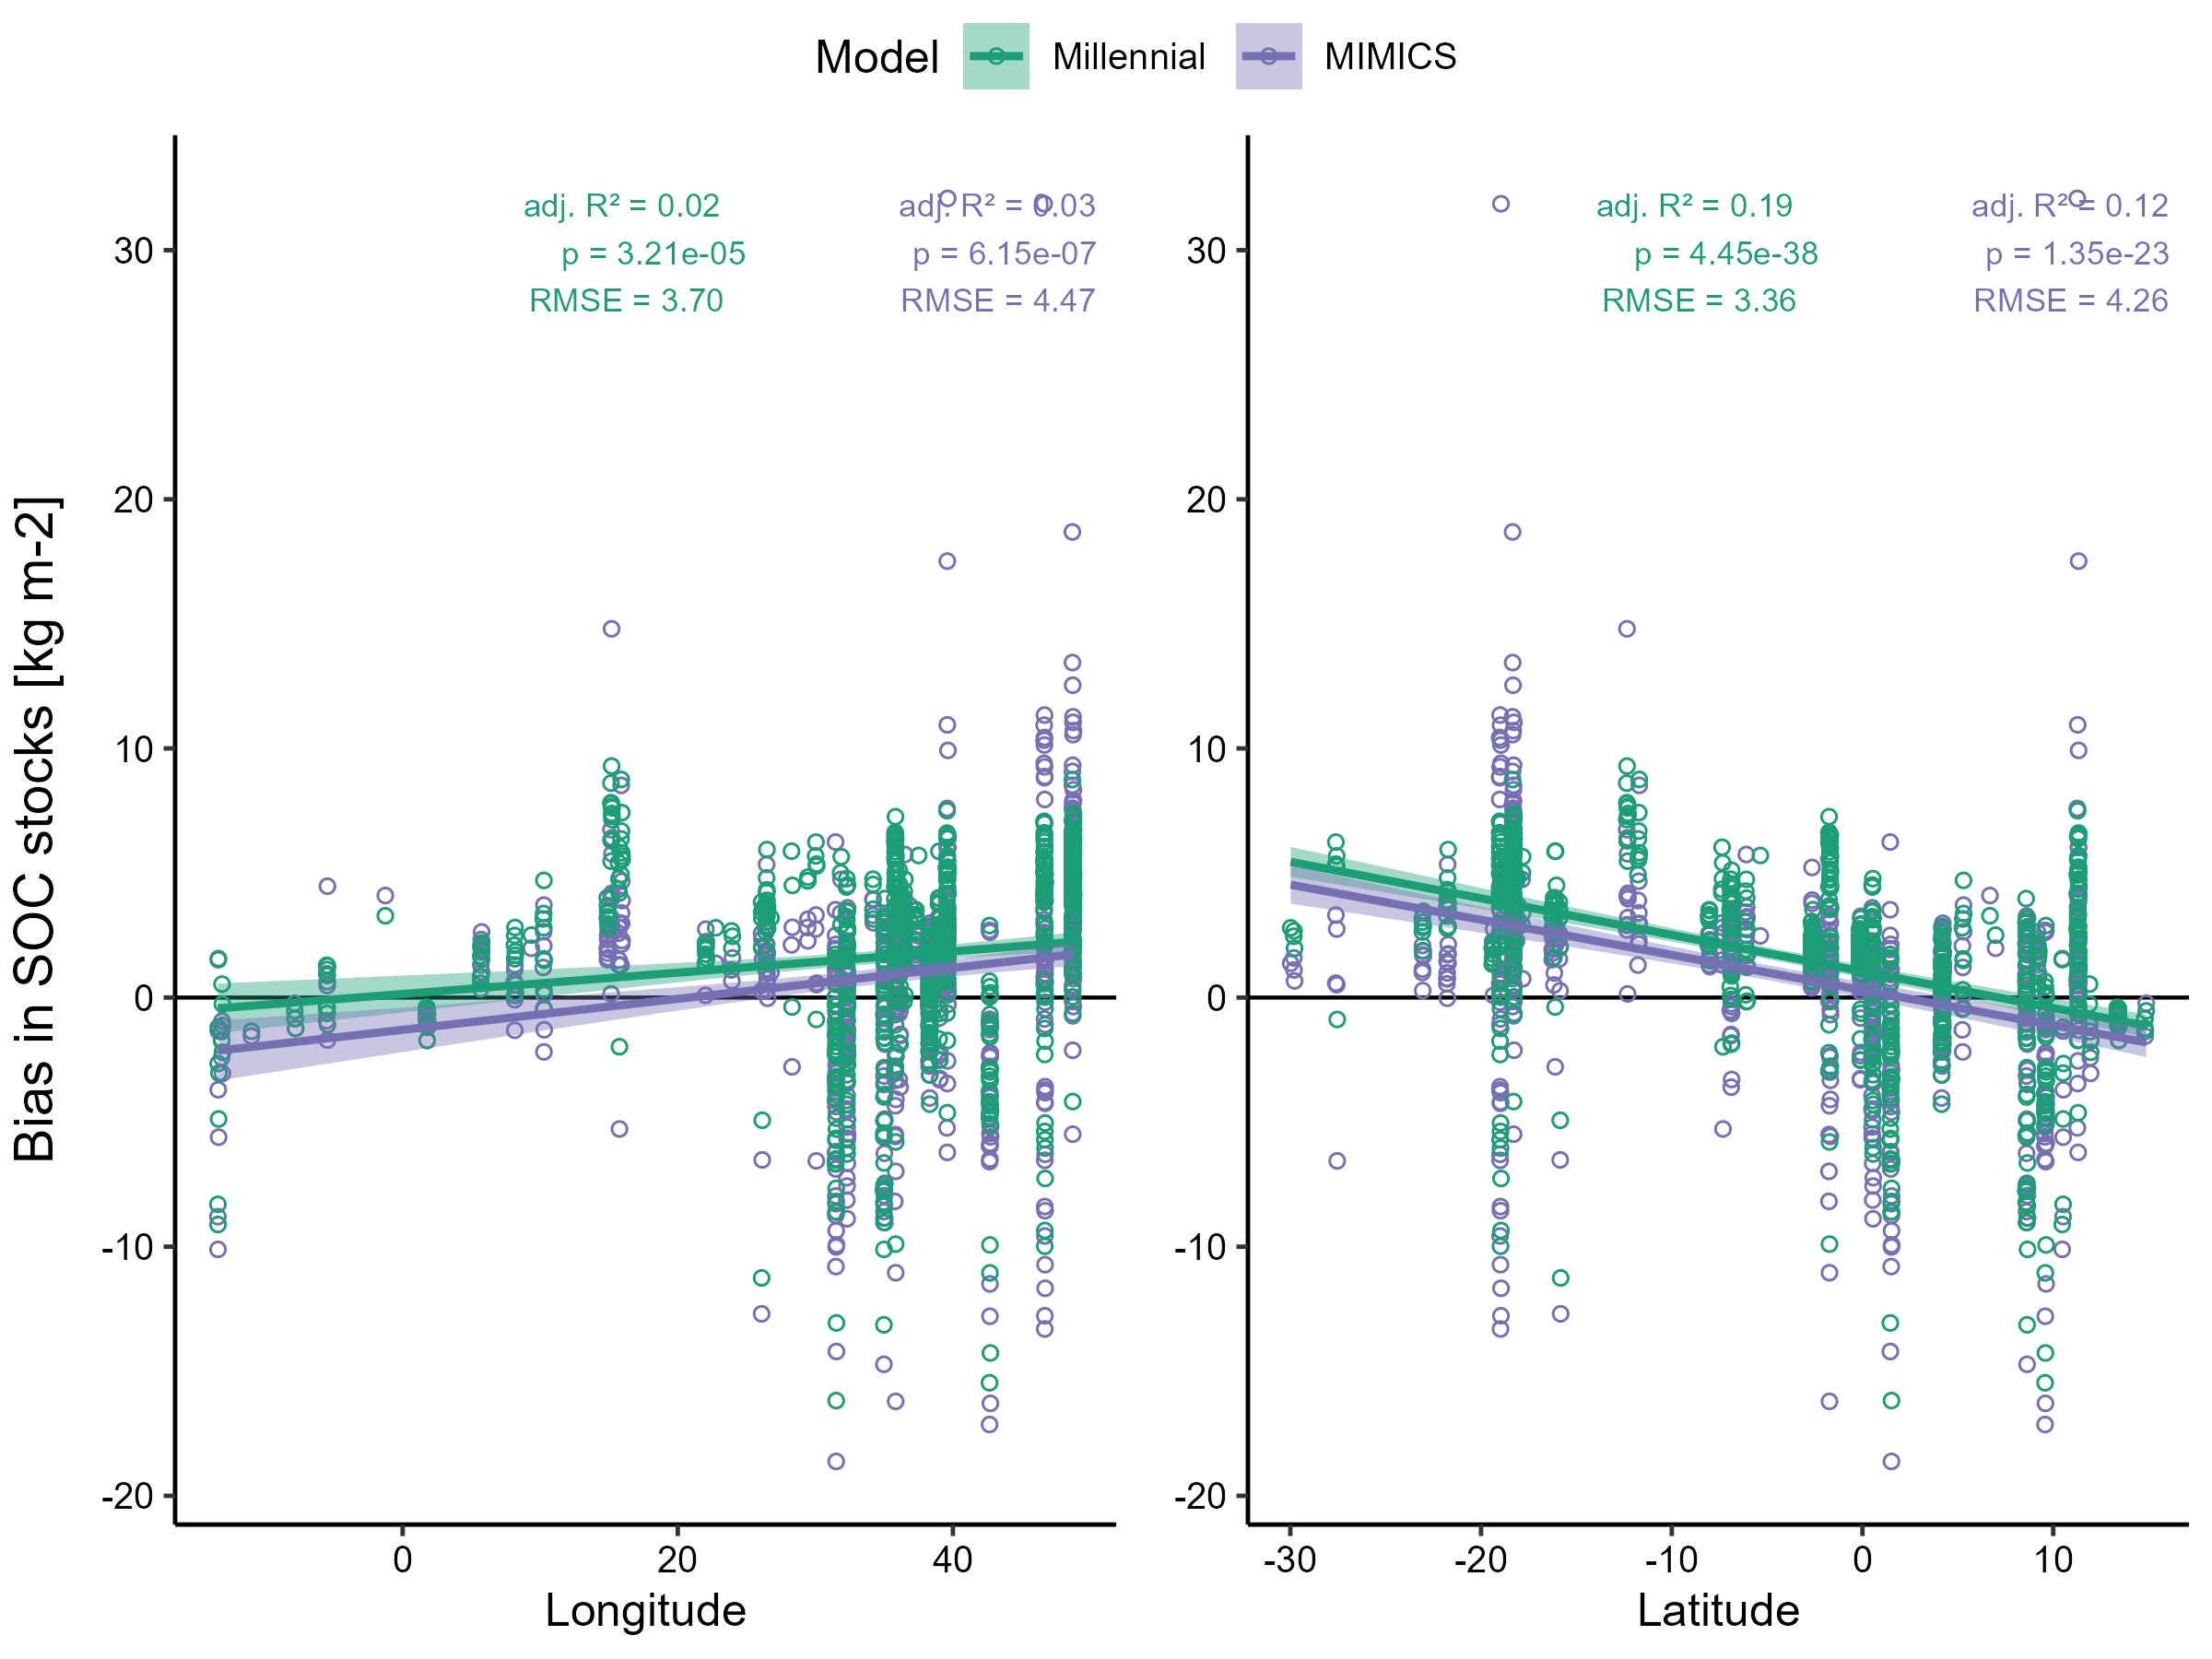 Model Millennial MIMICS
Bias in SOC stocks [kg m-2]
adj. R² = 0.02
p = 3.21e-05
RMSE = 3.70
adj. R² = 0.03
p = 6.15e-07
RMSE = 4.47
30
20
10
0
-10
-20
0 20 40
Longitude
adj. R² = 0.19
p = 4.45e-38
RMSE = 3.36
adj. R² = 0.12
p = 1.35e-23
RMSE = 4.26
30
20
10
0
-10
-20
-30 -20 -10 0 10
Latitude